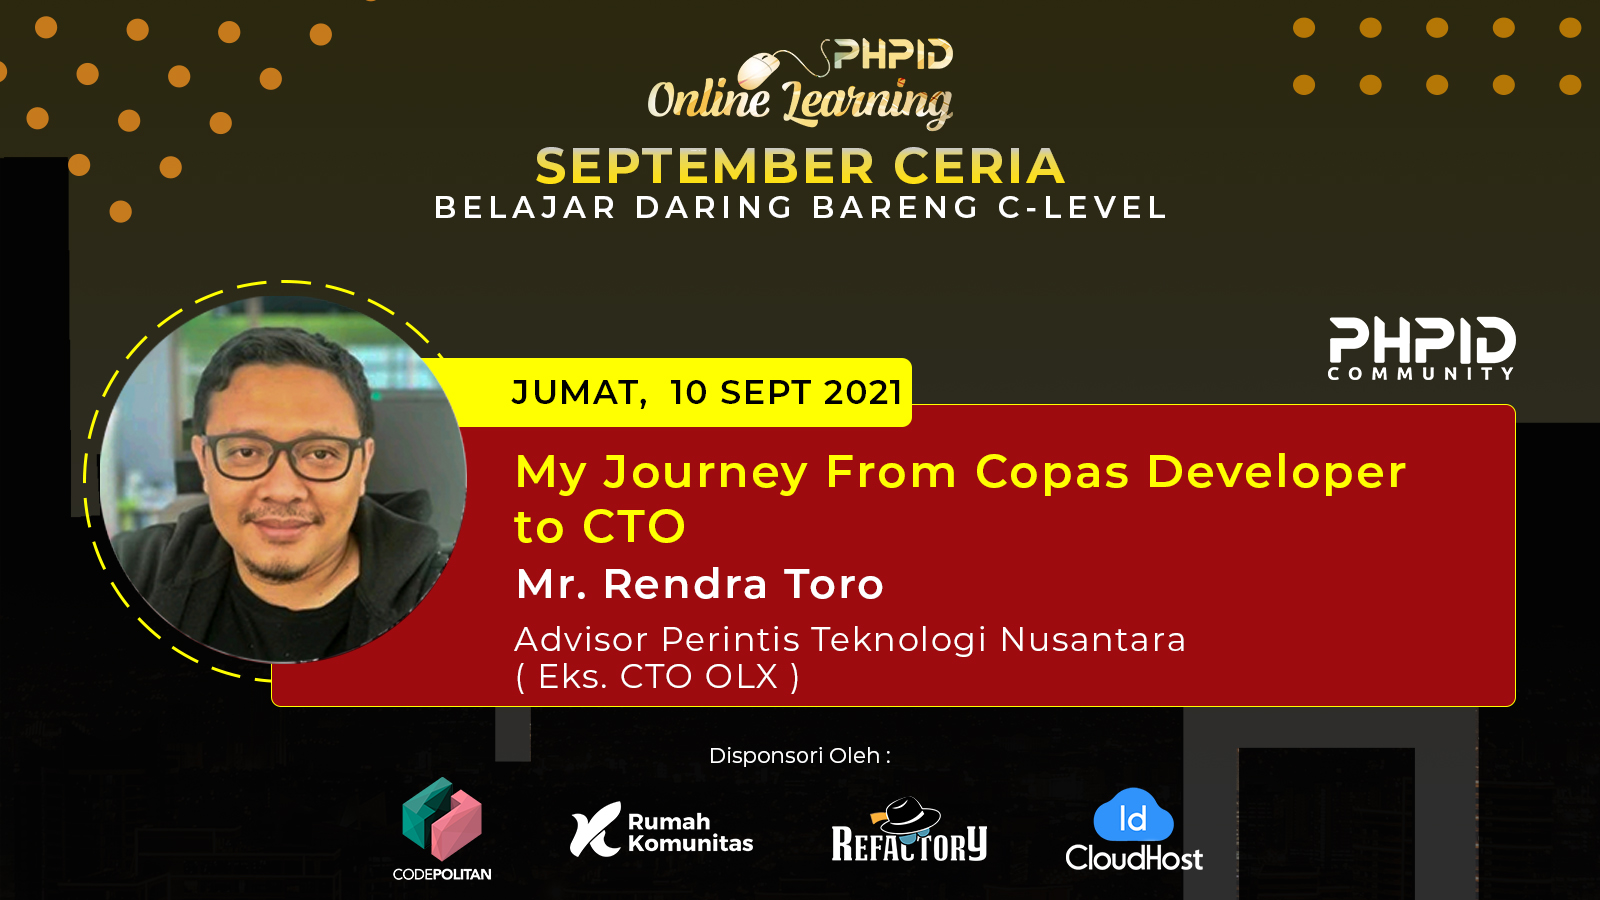 PHPID
Online Learning
SEPTEMBER CERIA
BELAJAR DARING BARENG C-LEVEL
PHPID
COMMUNITY
JUMAT, 10 SEPT 2021
My Journey From Copas Developer
to CTO
Mr. Rendra Toro
Advisor Perintis Teknologi Nusantara
( Eks. CTO OLX )
Disponsori Oleh :
CODEPOLITAN
Rumah
Komunitas
REFACTORY
Id
CloudHost